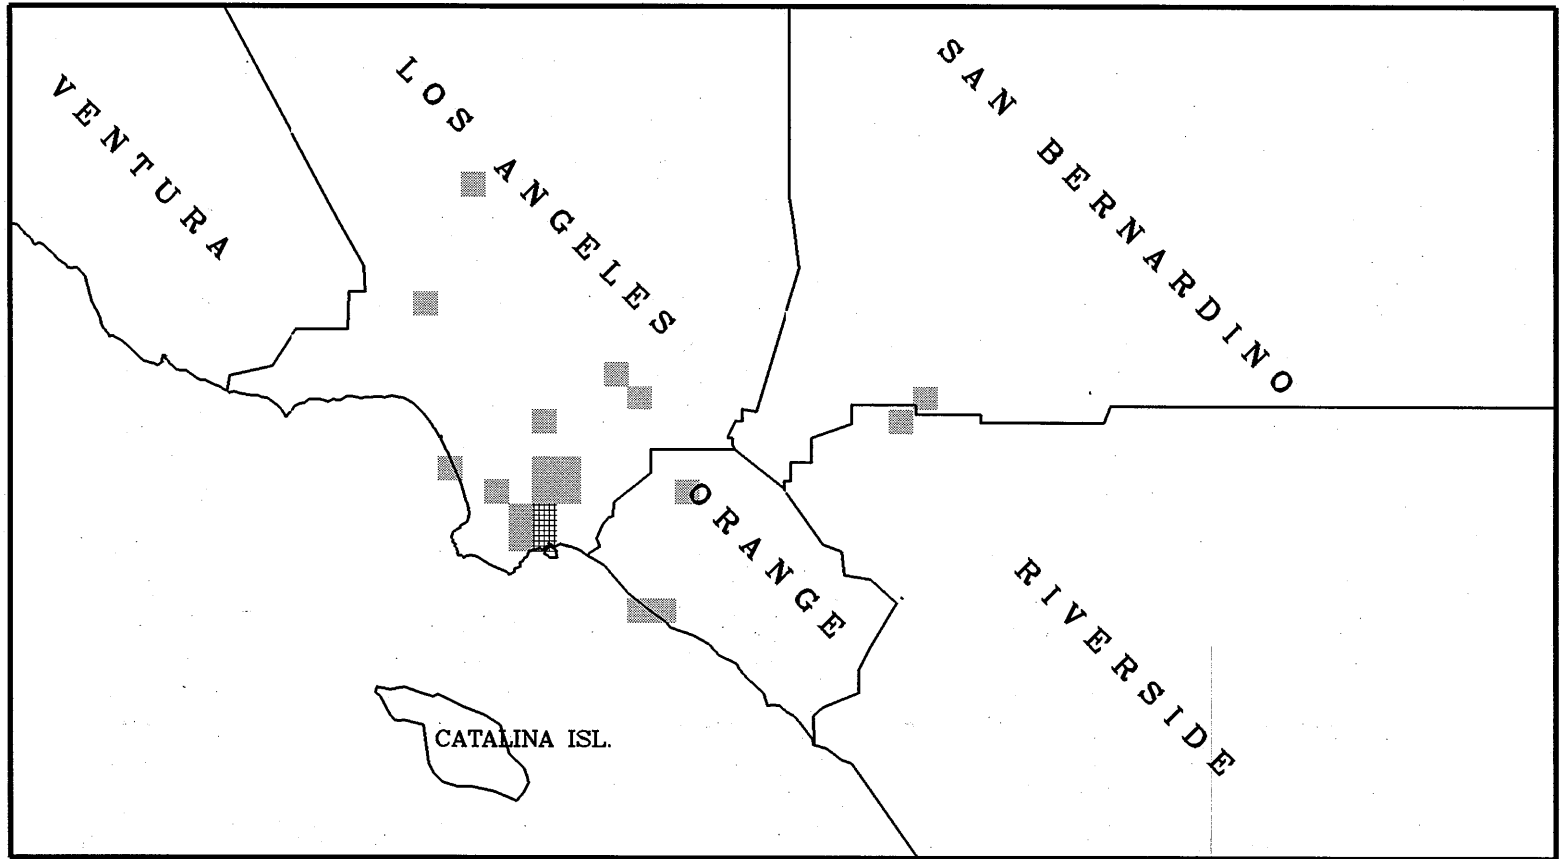 VENTURA
LOS ANGELES
SAN BERNARDINO
ORANGE
RIVERSIDE
CATALINA ISL.